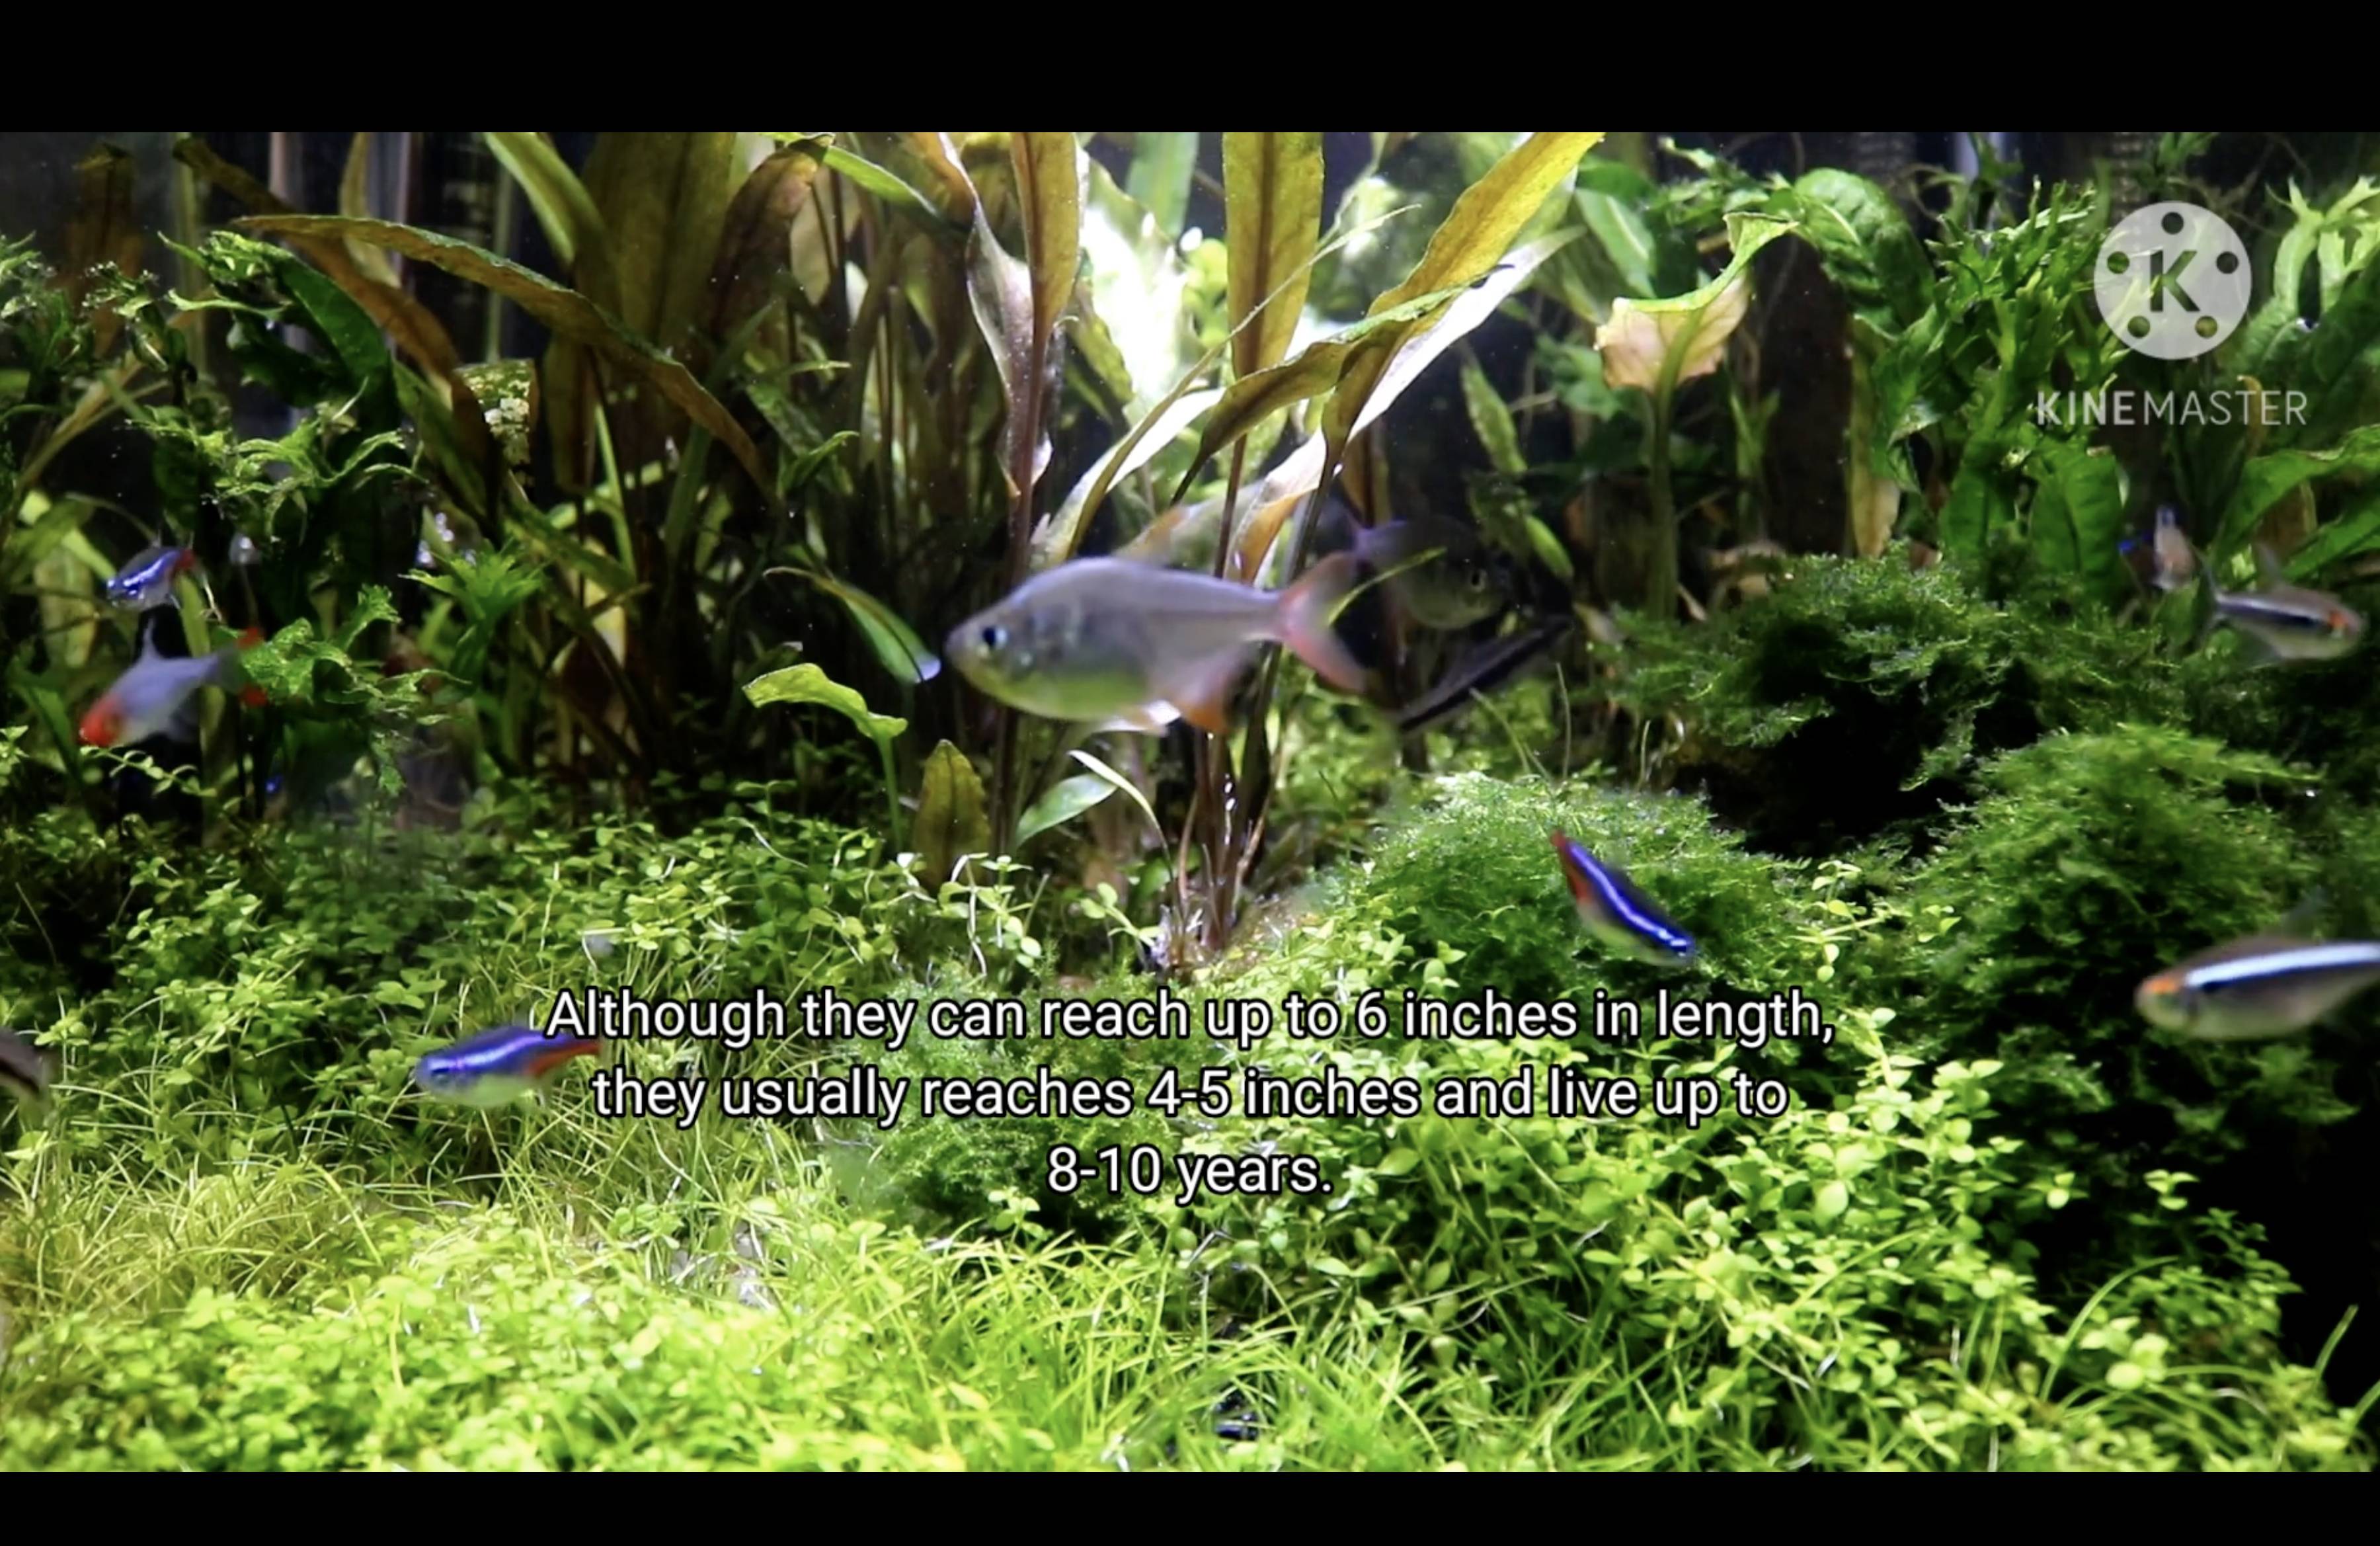 K
KINEMASTER
Although they can reach up to 6 inches in length,
they usually reaches 4-5 inches and live up to
8-10 years.